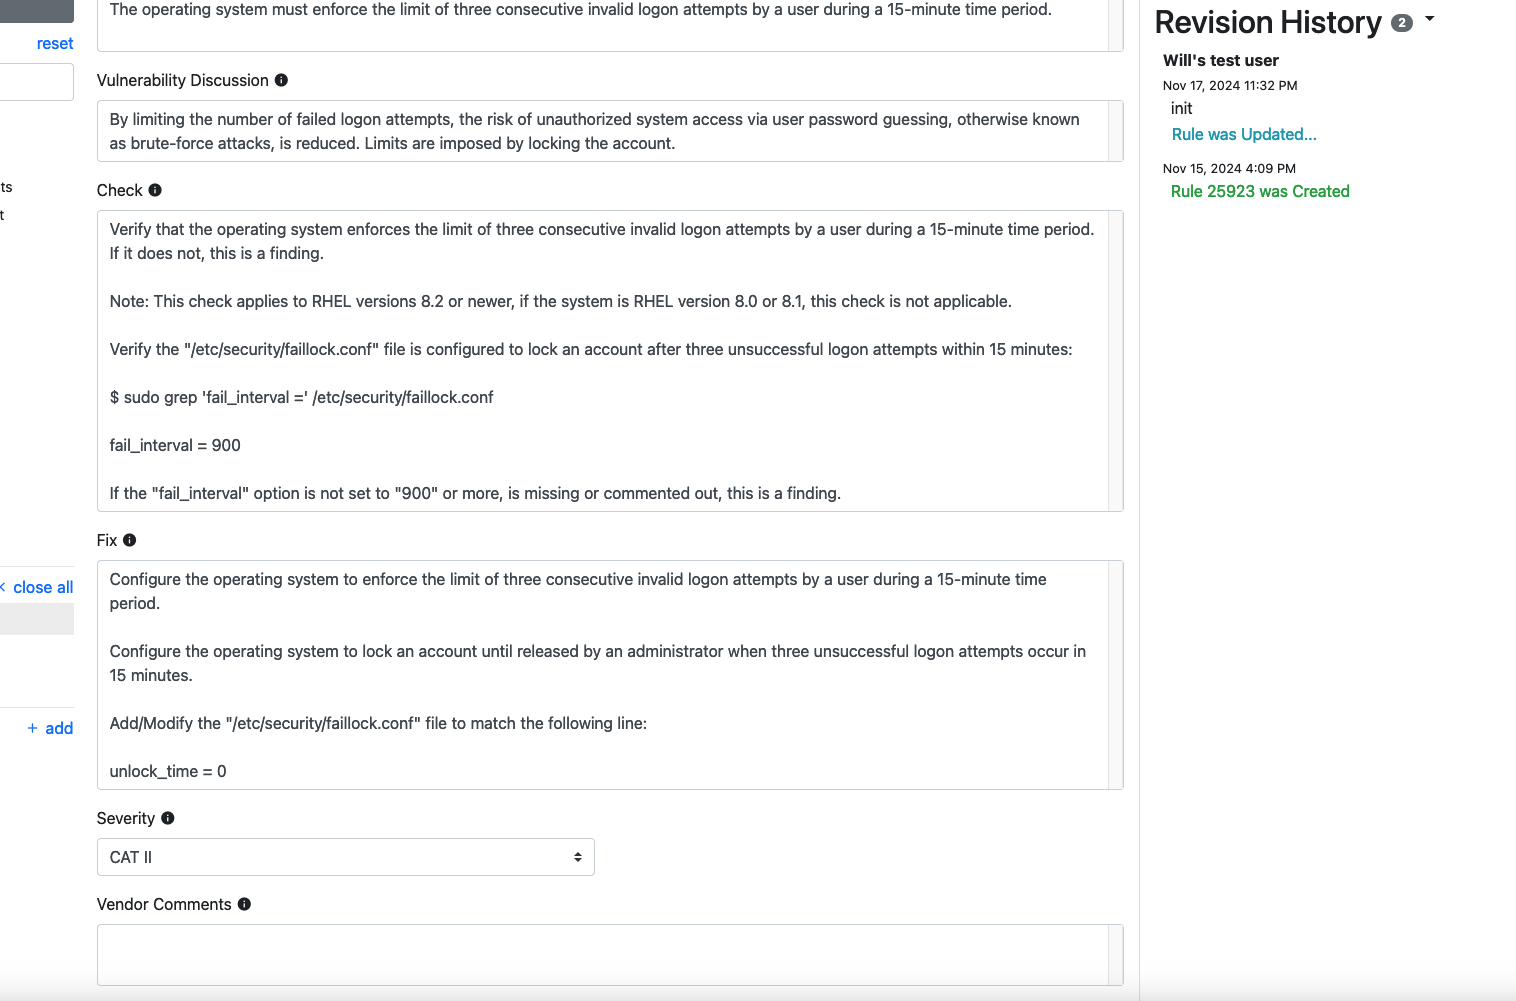 reset
ts
t
close all
+ add
The operating system must enforce the limit of three consecutive invalid logon attempts by a user during a 15-minute time period.
Vulnerability Discussion
By limiting the number of failed logon attempts, the risk of unauthorized system access via user password guessing, otherwise known
as brute-force attacks, is reduced. Limits are imposed by locking the account.
Check
Verify that the operating system enforces the limit of three consecutive invalid logon attempts by a user during a 15-minute time period.
If it does not, this is a finding.
Note: This check applies to RHEL versions 8.2 or newer, if the system is RHEL version 8.0 or 8.1, this check is not applicable.
Verify the "/etc/security/faillock.conf" file is configured to lock an account after three unsuccessful logon attempts within 15 minutes:
$ sudo grep 'fail_interval =' /etc/security/faillock.conf
fail_interval = 900
If the "fail_interval" option is not set to "900" or more, is missing or commented out, this is a finding.
Fix
Configure the operating system to enforce the limit of three consecutive invalid logon attempts by a user during a 15-minute time
period.
Configure the operating system to lock an account until released by an administrator when three unsuccessful logon attempts occur in
15 minutes.
Add/Modify the "/etc/security/faillock.conf" file to match the following line:
unlock_time = 0
Severity
CAT II
Vendor Comments
Revision History 2
Will's test user
Nov 17, 2024 11:32 PM
init
Rule was Updated...
Nov 15, 2024 4:09 PM
Rule 25923 was Created